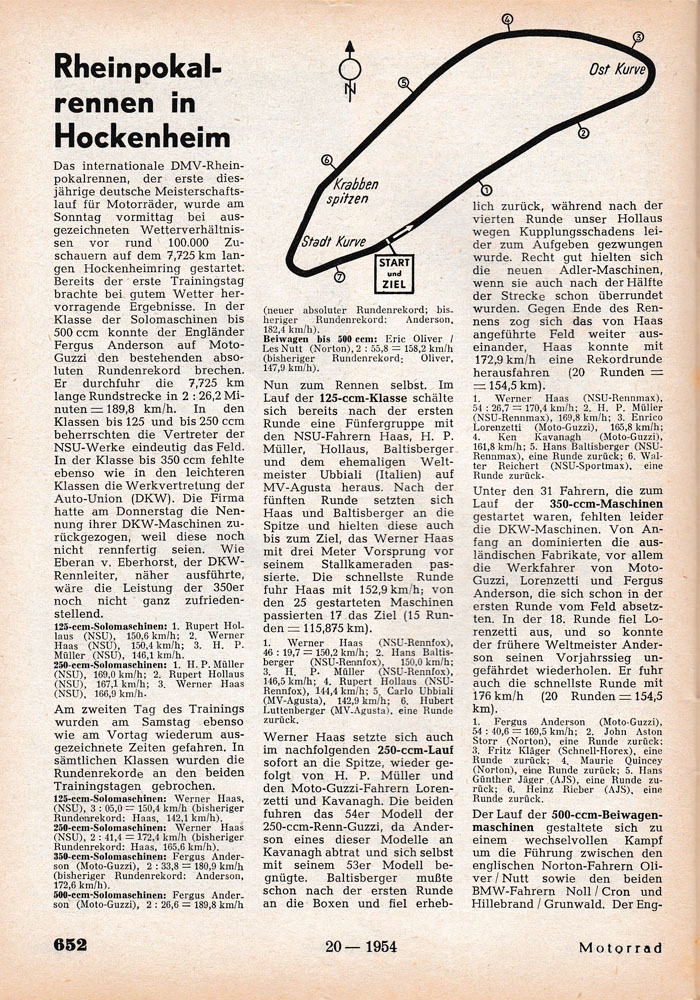 Rheinpokal-
rennen in
Hockenheim
Das internationale DMV-Rhein-
pokalrennen, der erste dies-
jährige deutsche Meisterschafts-
lauf für Motorräder, wurde am
Sonntag vormittag bei aus-
gezeichneten Wetterverhältnis-
sen vor rund 100.000 Zu-
schauern auf dem 7,725 km lan-
gen Hockenheimring gestartet.
Bereits der erste Trainingstag
brachte bei gutem Wetter her-
vorragende Ergebnisse. In der
Klasse der Solomaschinen bis
500 ccm konnte der Engländer
Fergus Anderson auf Moto-
Guzzi den bestehenden abso-
luten Rundenrekord brechen.
Er durchfuhr die 7,725 km
lange Rundstrecke in 2 : 26,2 Mi-
nuten = 189,8 km/h. In den
Klassen bis 125 und bis 250 ccm
beherrschten die Vertreter der
NSU-Werke eindeutig das Feld.
In der Klasse bis 350 ccm fehlte
ebenso wie in den leichteren
Klassen die Werkvertretung der
Auto-Union (DKW). Die Firma
hatte am Donnerstag die Nen-
nung ihrer DKW-Maschinen zu-
rückgezogen, weil diese noch
nicht rennfertig seien. Wie
Eberan v. Eberhorst, der DKW-
Rennleiter, näher ausführte,
wäre die Leistung der 350er
noch nicht ganz zufrieden-
stellend.
125-ccm-Solomaschinen: 1. Rupert Hol-
laus (NSU), 150,6 km/h; 2. Werner
Haas (NSU), 150,4 km/h; 3. H. P.
Müller (NSU), 146,1 km/h.
250-ccm-Solomaschinen: 1. H. P. Müller
(NSU), 169,0 km/h; 2. Rupert Hollaus
(NSU), 167,1 km/h; 3. Werner Haas
(NSU), 166,9 km/h.
Am zweiten Tag des Trainings
wurden am Samstag ebenso
wie am Vortag wiederum aus-
gezeichnete Zeiten gefahren. In
sämtlichen Klassen wurden die
Rundenrekorde an den beiden
Trainingstagen gebrochen.
125-ccm-Solomaschinen: Werner Haas,
(NSU), 3 : 05,0 = 150,4 km/h (bisheriger
Rundenrekord: Haas, 142,1 km/h).
250-ccm-Solomaschinen: Werner Haas
(NSU), 2 : 41,4 = 172,4 km/h (bisheriger
Rundenrekord: Haas, 165,6 km/h).
350-ccm-Solomaschinen: Fergus Ander-
son (Moto-Guzzi), 2 : 33,8 = 180,9 km/h
(bisheriger Rundenrekord: Anderson,
172,6 km/h).
500-ccm-Solomaschinen: Fergus Ander-
son (Moto-Guzzi), 2 : 26,6 = 189,8 km/h
4
3
Ost Kurve
N
5
2
6
Krabben
spitzen
1
Stadt Kurve
START
und
ZIEL
7
(neuer absoluter Rundenrekord; bis-
heriger Rundenrekord: Anderson,
182,4 km/h).
Beiwagen bis 500 ccm: Eric Oliver /
Les Nutt (Norton), 2 : 55,8 = 158,2 km/h
(bisheriger Rundenrekord: Oliver,
147,9 km/h).
Nun zum Rennen selbst. Im
Lauf der 125-ccm-Klasse schälte
sich bereits nach der ersten
Runde eine Fünfergruppe mit
den NSU-Fahrern Haas, H. P.
Müller, Hollaus, Baltisberger
und dem ehemaligen Welt-
meister Ubbiali (Italien) auf
MV-Agusta heraus. Nach der
fünften Runde setzten sich
Haas und Baltisberger an die
Spitze und hielten diese auch
bis zum Ziel, das Werner Haas
mit drei Meter Vorsprung vor
seinem Stallkameraden pas-
sierte. Die schnellste Runde
fuhr Haas mit 152,9 km/h; von
den 25 gestarteten Maschinen
passierten 17 das Ziel (15 Run-
den = 115,875 km).
1. Werner Haas (NSU-Rennfox),
46 : 19,7 = 150,2 km/h; 2. Hans Baltis-
berger (NSU-Rennfox), 150,0 km/h;
3. H. P. Müller (NSU-Rennfox),
146,5 km/h; 4. Rupert Hollaus (NSU-
Rennfox), 144,4 km/h; 5. Carlo Ubbiali
(MV-Agusta), 142,9 km/h; 6. Hubert
Luttenberger (MV-Agusta), eine Runde
zurück.
Werner Haas setzte sich auch
im nachfolgenden 250-ccm-Lauf
sofort an die Spitze, wieder ge-
folgt von H. P. Müller und
den Moto-Guzzi-Fahrern Loren-
zetti und Kavanagh. Die beiden
fuhren das 54er Modell der
250-ccm-Renn-Guzzi, da Ander-
son eines dieser Modelle an
Kavanagh abtrat und sich selbst
mit seinem 53er Modell be-
gnügte. Baltisberger mußte
schon nach der ersten Runde
an die Boxen und fiel erheb-
lich zurück, während nach der
vierten Runde unser Hollaus
wegen Kupplungsschadens lei-
der zum Aufgeben gezwungen
wurde. Recht gut hielten sich
die neuen Adler-Maschinen,
wenn sie auch nach der Hälfte
der Strecke schon überrundet
wurden. Gegen Ende des Ren-
nens zog sich das von Haas
angeführte Feld weiter aus-
einander, Haas konnte mit
172,9 km/h eine Rekordrunde
herausfahren (20 Runden =
= 154,5 km).
1. Werner Haas (NSU-Rennmax),
54 : 26,7 = 170,4 km/h; 2. H. P. Müller
(NSU-Rennmax), 169,8 km/h; 3. Enrico
Lorenzetti (Moto-Guzzi), 165,8 km/h;
4. Ken Kavanagh (Moto-Guzzi),
161,8 km/h; 5. Hans Baltisberger (NSU-
Rennmax), eine Runde zurück; 6. Wal-
ter Reichert (NSU-Sportmax), eine
Runde zurück.
Unter den 31 Fahrern, die zum
Lauf der 350-ccm-Maschinen
gestartet waren, fehlten leider
die DKW-Maschinen. Von An-
fang an dominierten die aus-
ländischen Fabrikate, vor allem
die Werkfahrer von Moto-
Guzzi, Lorenzetti und Fergus
Anderson, die sich schon in der
ersten Runde vom Feld absetz-
ten. In der 18. Runde fiel Lo-
renzetti aus, und so konnte
der frühere Weltmeister Ander-
son seinen Vorjahrssieg un-
gefährdet wiederholen. Er fuhr
auch die schnellste Runde mit
176 km/h (20 Runden = 154,5
km).
1. Fergus Anderson (Moto-Guzzi),
54 : 40,6 = 169,5 km/h; 2. John Aston
Storr (Norton), eine Runde zurück;
3. Fritz Kläger (Schnell-Horex), eine
Runde zurück; 4. Maurie Quincey
(Norton), eine Runde zurück; 5. Hans
Günther Jäger (AJS), eine Runde zu-
rück; 6. Heinz Rieber (AJS), eine
Runde zurück.
Der Lauf der 500-ccm-Beiwagen-
maschinen gestaltete sich zu
einem wechselvollen Kampf
um die Führung zwischen den
englischen Norton-Fahrern Oli-
ver / Nutt sowie den beiden
BMW-Fahrern Noll / Cron und
Hillebrand / Grunwald. Der Eng-
652
20 — 1954
Motorrad